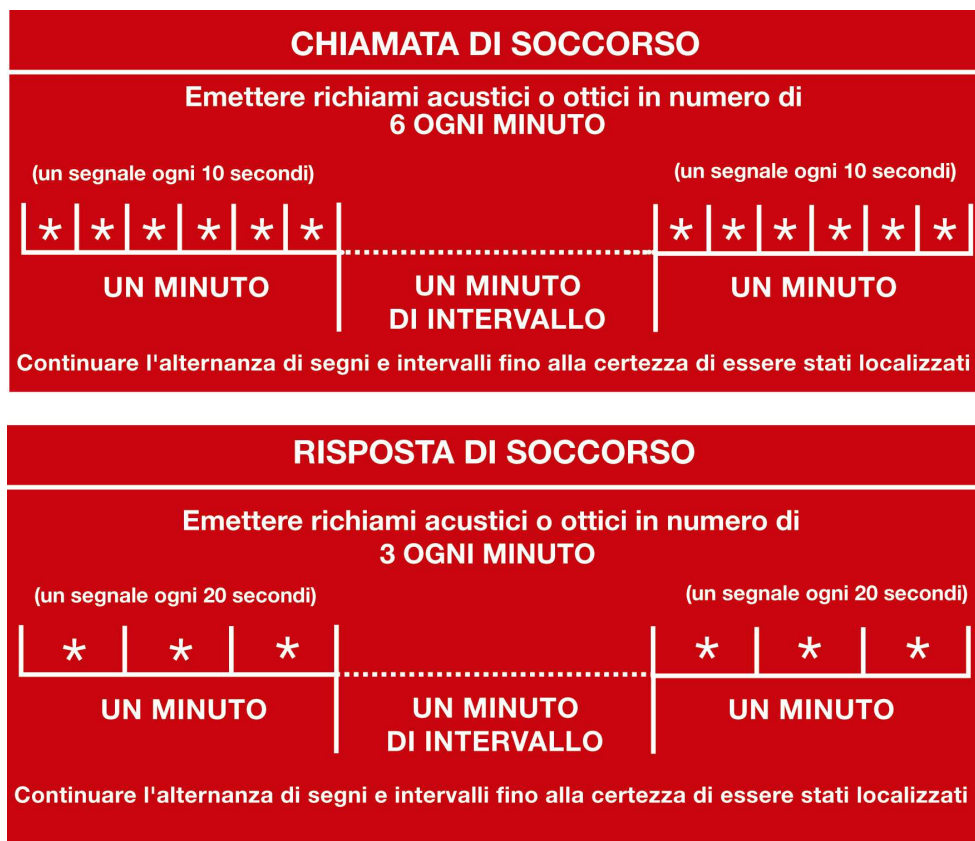 CHIAMATA DI SOCCORSO
Emettere richiami acustici o ottici in numero di
6 OGNI MINUTO
(un segnale ogni 10 secondi)
(un segnale ogni 10 secondi)
* * * * * *
* * * * * *
UN MINUTO
UN MINUTO
DI INTERVALLO
UN MINUTO
Continuare l'alternanza di segni e intervalli fino alla certezza di essere stati localizzati
RISPOSTA DI SOCCORSO
Emettere richiami acustici o ottici in numero di
3 OGNI MINUTO
(un segnale ogni 20 secondi)
(un segnale ogni 20 secondi)
* * *
* * *
UN MINUTO
UN MINUTO
DI INTERVALLO
UN MINUTO
Continuare l'alternanza di segni e intervalli fino alla certezza di essere stati localizzati